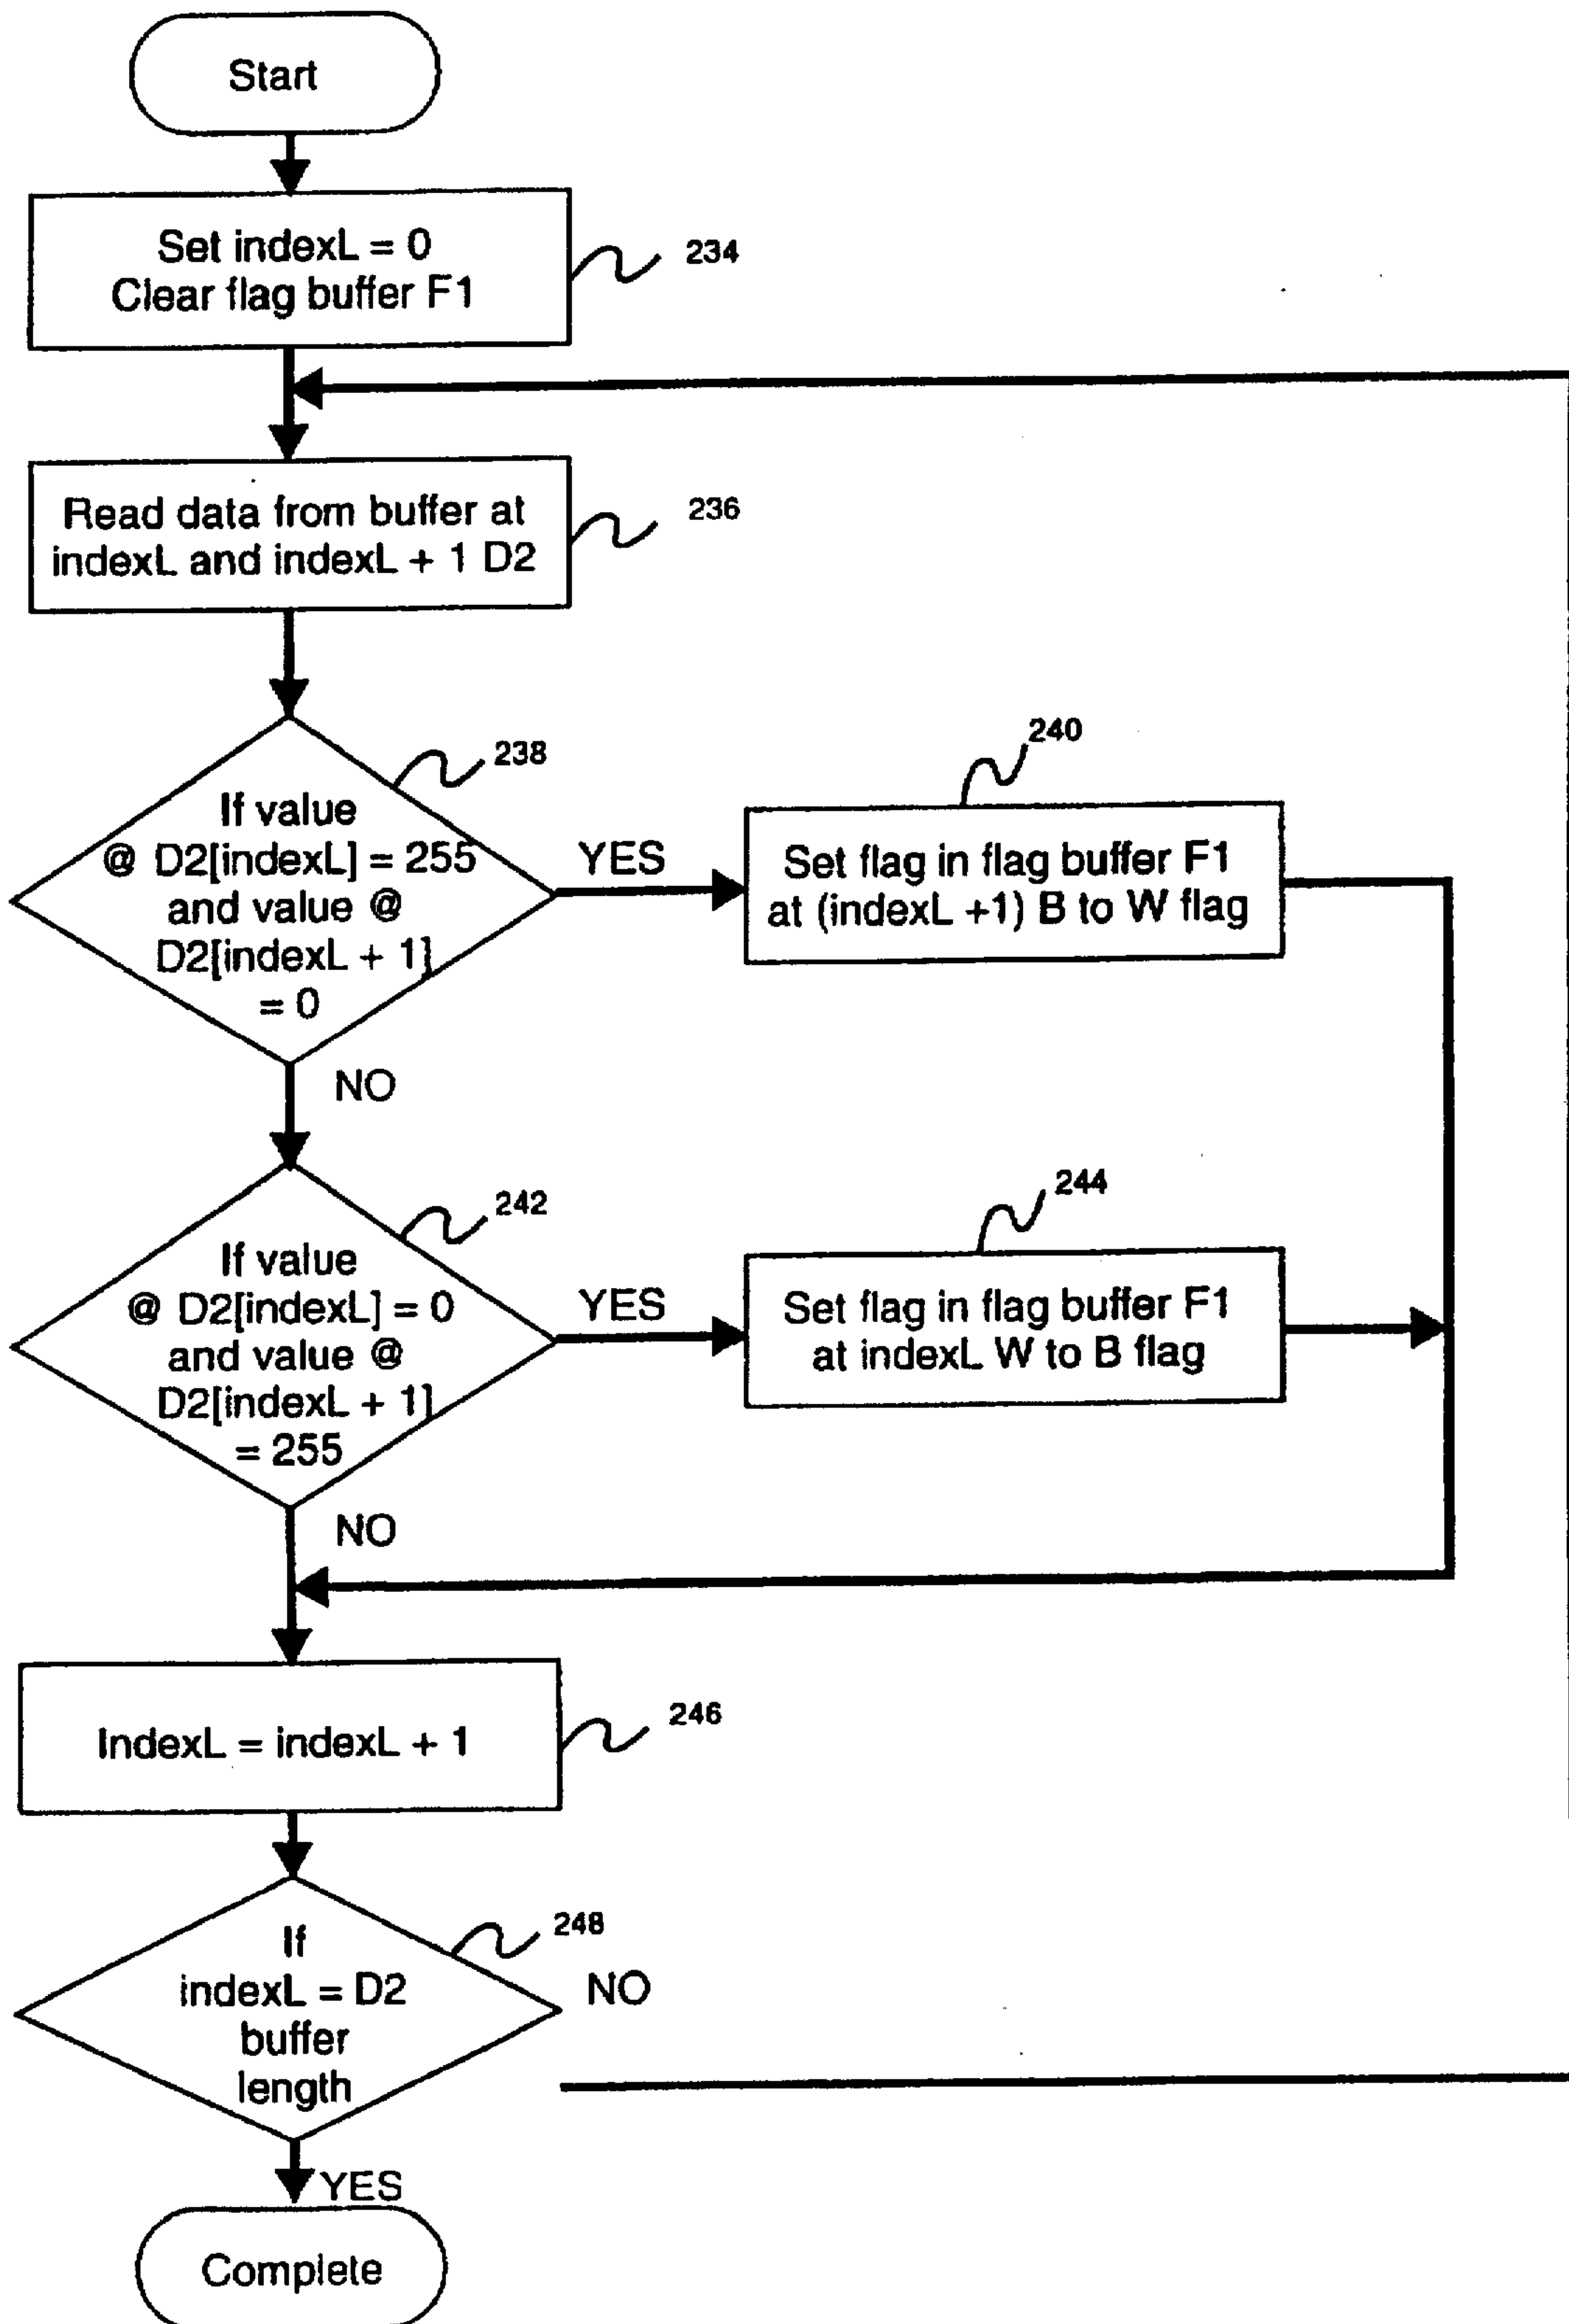 Start
Set indexL = 0
Clear flag buffer F1
234
Read data from buffer at
indexL and indexL + 1 D2
236
238
If value
@ D2[indexL] = 255
and value @
D2[indexL + 1]
= 0
YES
240
Set flag in flag buffer F1
at (indexL +1) B to W flag
NO
242
If value
@ D2[indexL] = 0
and value @
D2[indexL + 1]
= 255
YES
244
Set flag in flag buffer F1
at indexL W to B flag
NO
IndexL = indexL + 1
246
248
If
indexL = D2
buffer
length
NO
YES
Complete